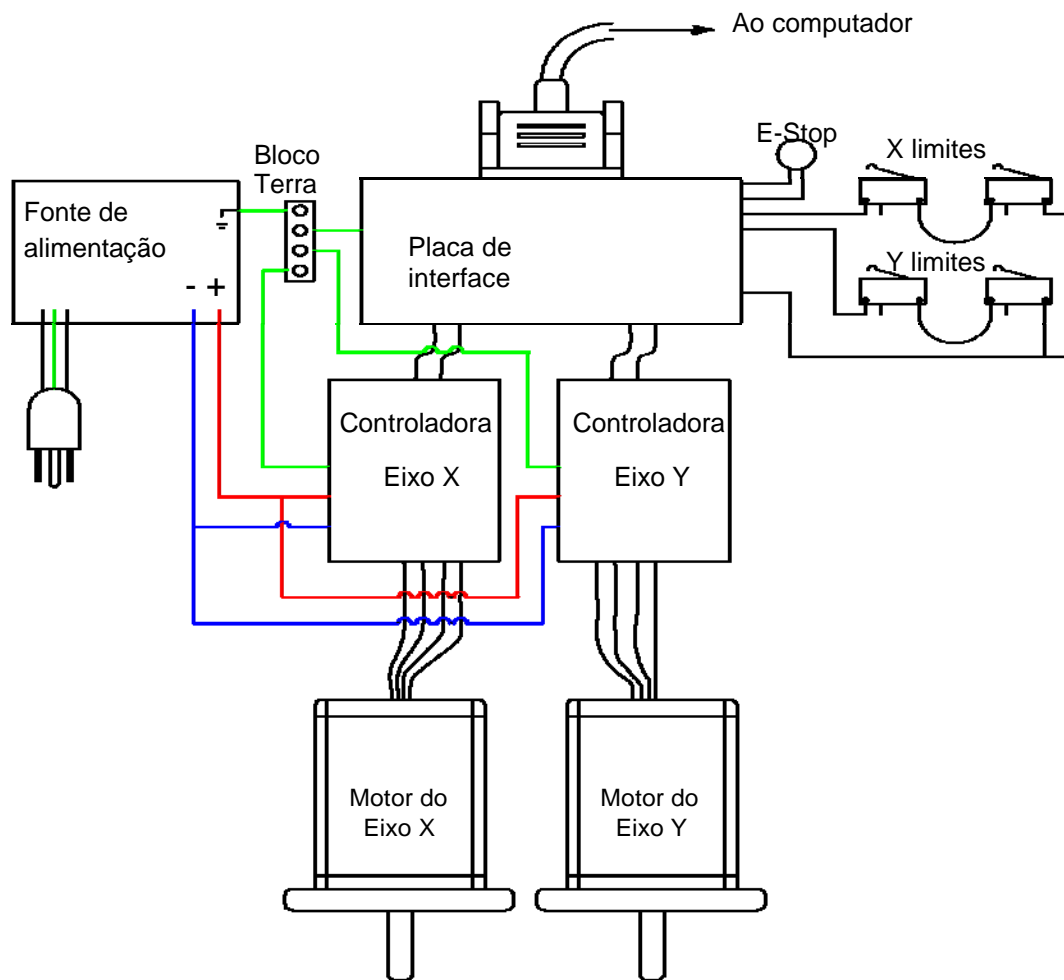 Ao computador
E-Stop
X limites
Bloco
Terra
Fonte de
alimentação
- +
Placa de
interface
Y limites
Controladora
Eixo X
Controladora
Eixo Y
Motor do
Eixo X
Motor do
Eixo Y